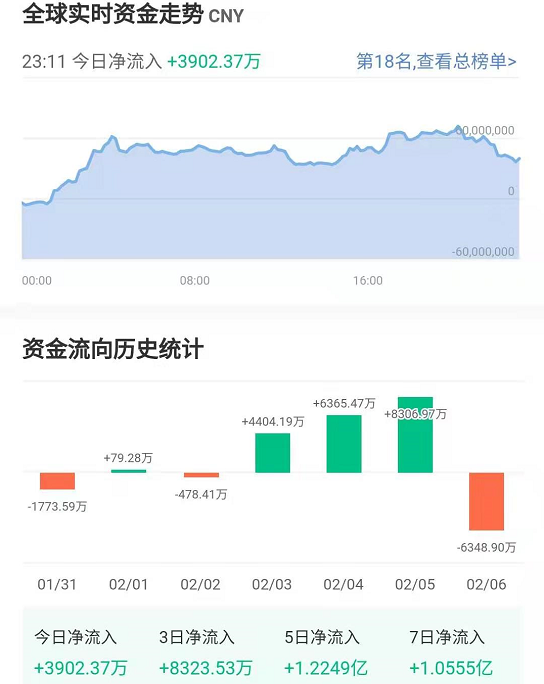 全球实时资金走势 CNY
23:11 今日净流入 +3902.37万 第18名,查看总榜单>
60,000,000
0
-60,000,000
00:00 08:00 16:00
资金流向历史统计
-1773.59万 +79.28万 -478.41万 +4404.19万 +6365.47万 +8306.97万 -6348.90万
01/31 02/01 02/02 02/03 02/04 02/05 02/06
今日净流入 3日净流入 5日净流入 7日净流入
+3902.37万 +8323.53万 +1.2249亿 +1.0555亿